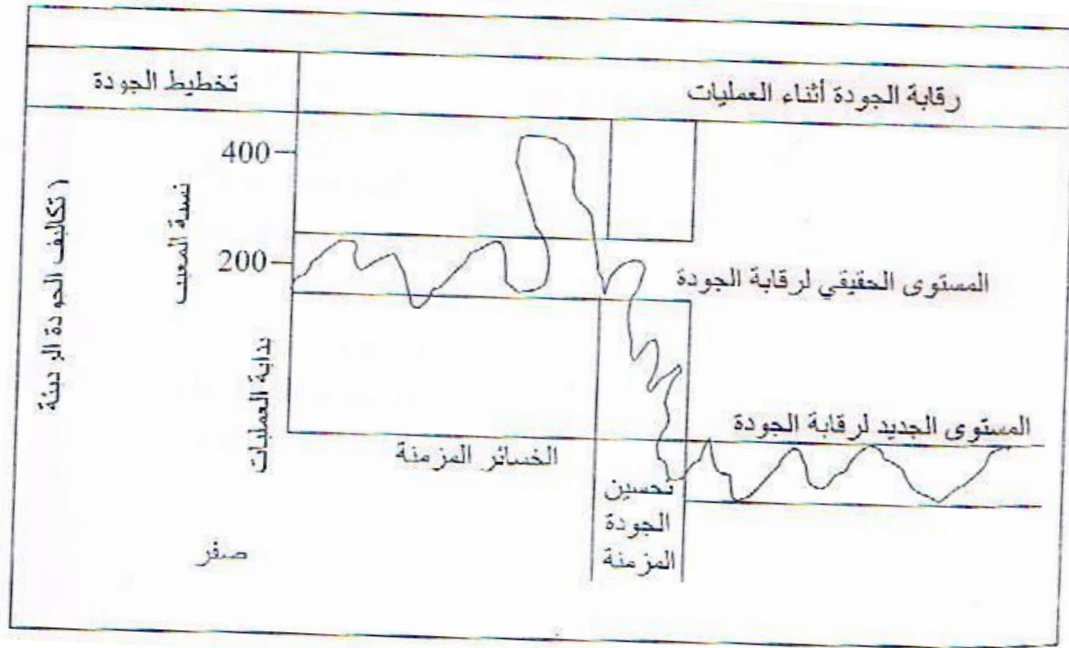 رقابة الجودة أثناء العمليات
تخطيط الجودة
400
200
نسبة المعيب
(تكاليف الجودة الرديئة
بداية العمليات
المستوى الحقيقي لرقابة الجودة
المستوى الجديد لرقابة الجودة
الخسائر المزمنة
تحسين
الجودة
المزمنة
صفر